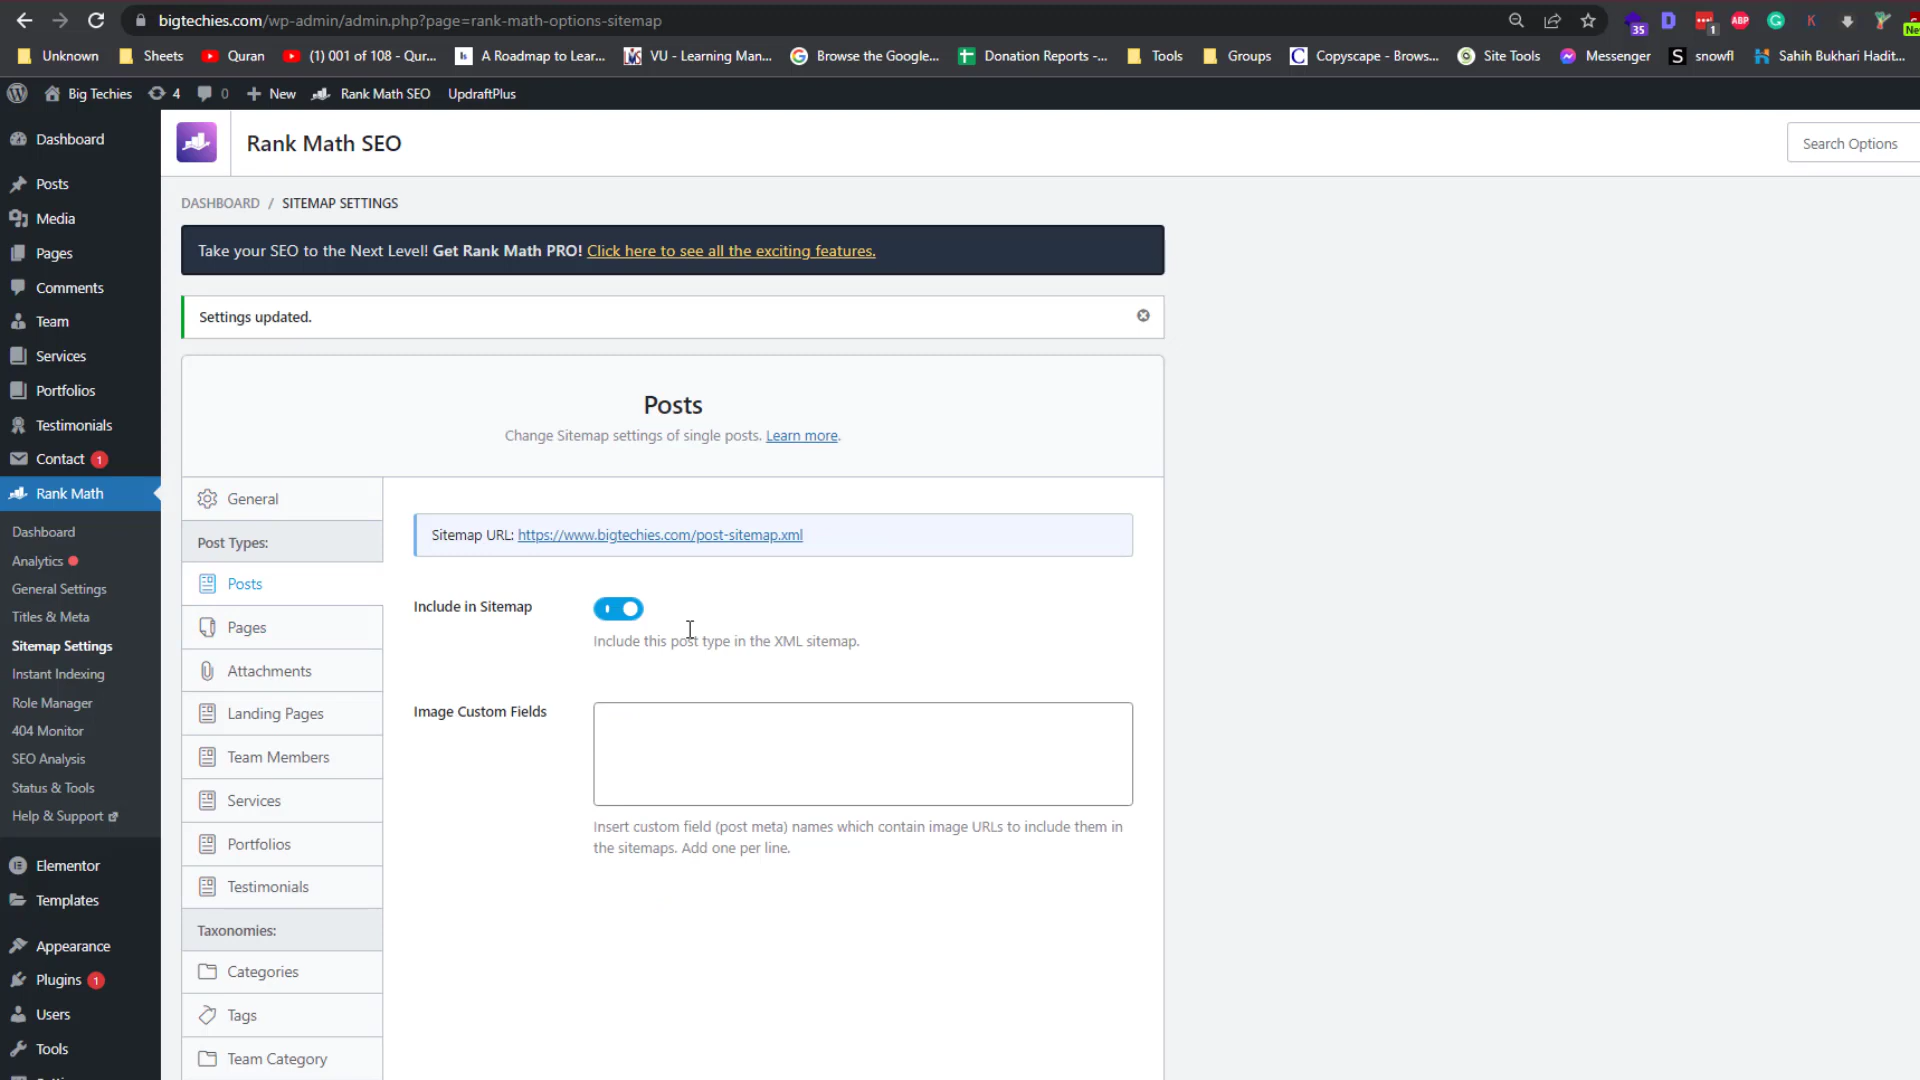 bigtechies.com/wp-admin/admin.php?page=rank-math-options-sitemap
35
1
ABP
Unknown
Sheets
Quran
(1) 001 of 108 - Qur...
A Roadmap to Lear...
VU - Learning Man...
Browse the Google...
Donation Reports -...
Tools
Groups
Copyscape - Brows...
Site Tools
Messenger
snowfl
Sahih Bukhari Hadit...
Big Techies 4 0 New Rank Math SEO UpdraftPlus
Dashboard
Posts
Media
Pages
Comments
Team
Services
Portfolios
Testimonials
Contact 1
Rank Math
Dashboard
Analytics
General Settings
Titles & Meta
Sitemap Settings
Instant Indexing
Role Manager
404 Monitor
SEO Analysis
Status & Tools
Help & Support
Elementor
Templates
Appearance
Plugins 1
Users
Tools
Rank Math SEO
Search Options
DASHBOARD / SITEMAP SETTINGS
Take your SEO to the Next Level! Get Rank Math PRO! Click here to see all the exciting features.
Settings updated.
Posts
Change Sitemap settings of single posts. Learn more.
General
Post Types:
Posts
Pages
Attachments
Landing Pages
Team Members
Services
Portfolios
Testimonials
Taxonomies:
Categories
Tags
Team Category
Sitemap URL: https://www.bigtechies.com/post-sitemap.xml
Include in Sitemap
Include this post type in the XML sitemap.
Image Custom Fields
Insert custom field (post meta) names which contain image URLs to include them in
the sitemaps. Add one per line.